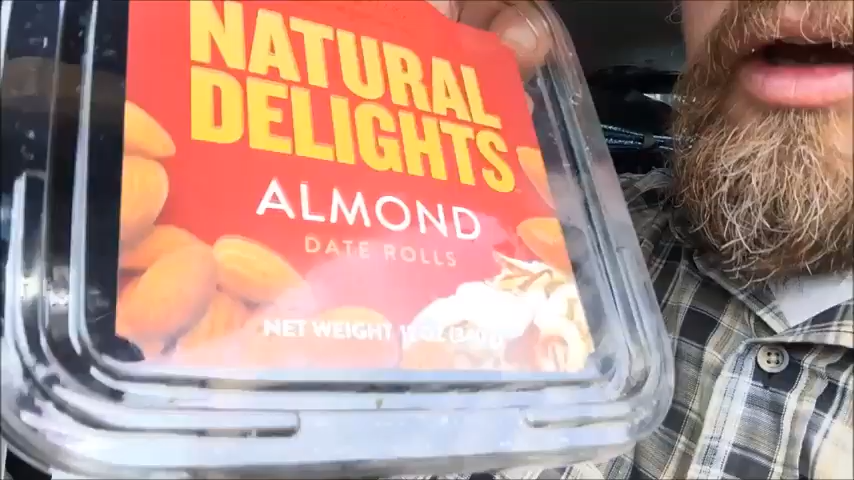 NATURAL
DELIGHTS
ALMOND
DATE ROLLS
NET WEIGHT